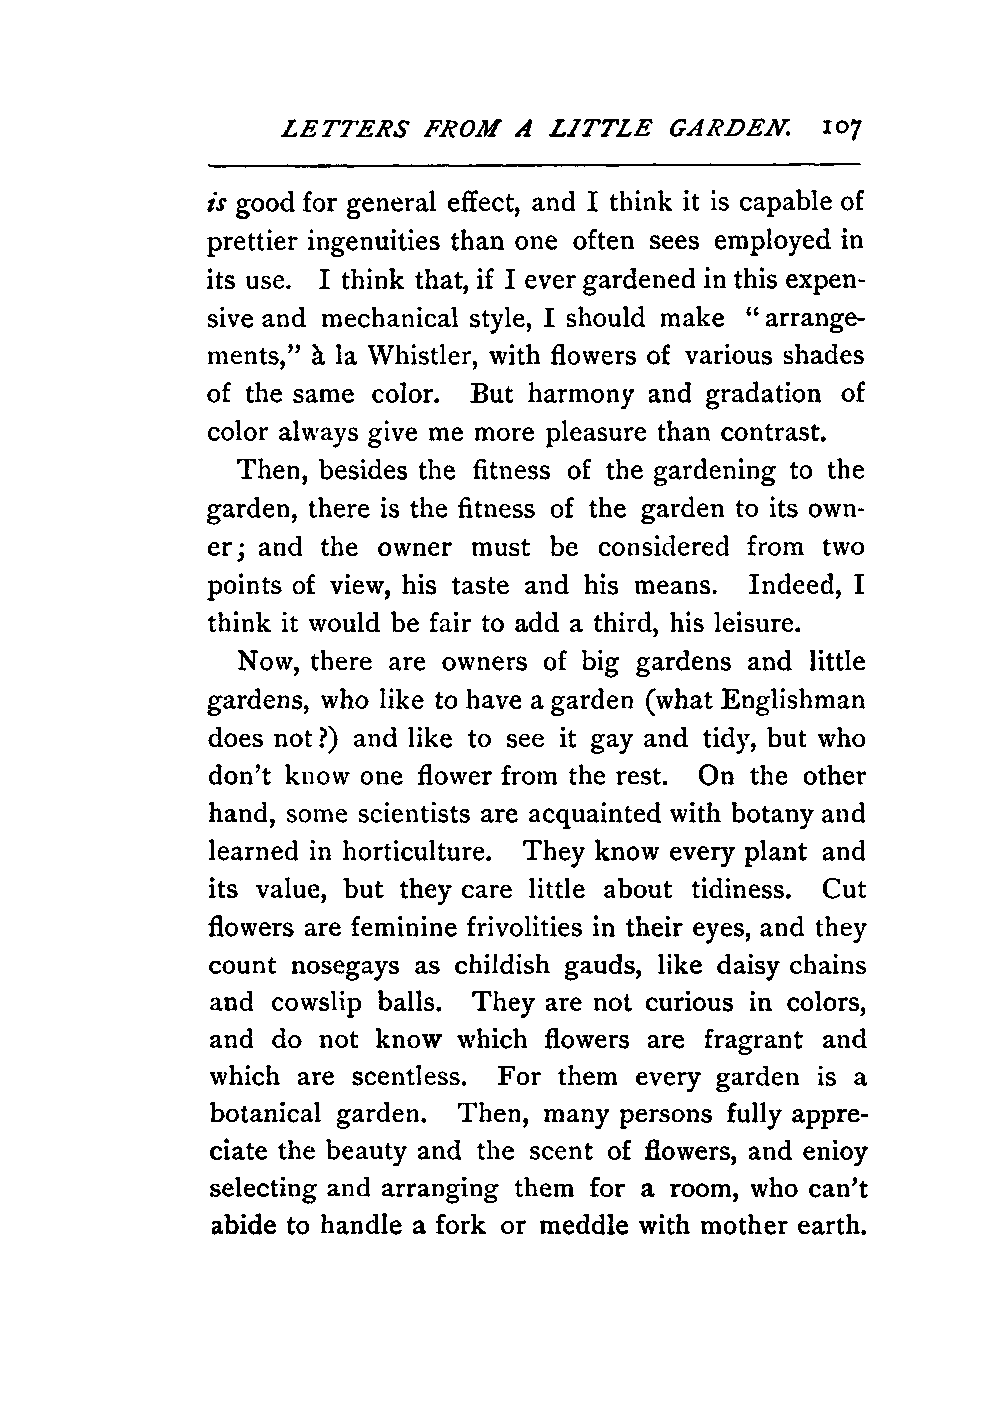 LETTERS FROM A LITTLE GARDEN. 107
is good for general effect, and I think it is capable of
prettier ingenuities than one often sees employed in
its use. I think that, if I ever gardened in this expen-
sive and mechanical style, I should make “arrange-
ments,” à la Whistler, with flowers of various shades
of the same color. But harmony and gradation of
color always give me more pleasure than contrast.
Then, besides the fitness of the gardening to the
garden, there is the fitness of the garden to its own-
er; and the owner must be considered from two
points of view, his taste and his means. Indeed, I
think it would be fair to add a third, his leisure.
Now, there are owners of big gardens and little
gardens, who like to have a garden (what Englishman
does not?) and like to see it gay and tidy, but who
don't know one flower from the rest. On the other
hand, some scientists are acquainted with botany and
learned in horticulture. They know every plant and
its value, but they care little about tidiness. Cut
flowers are feminine frivolities in their eyes, and they
count nosegays as childish gauds, like daisy chains
and cowslip balls. They are not curious in colors,
and do not know which flowers are fragrant and
which are scentless. For them every garden is a
botanical garden. Then, many persons fully appre-
ciate the beauty and the scent of flowers, and enioy
selecting and arranging them for a room, who can't
abide to handle a fork or meddle with mother earth.